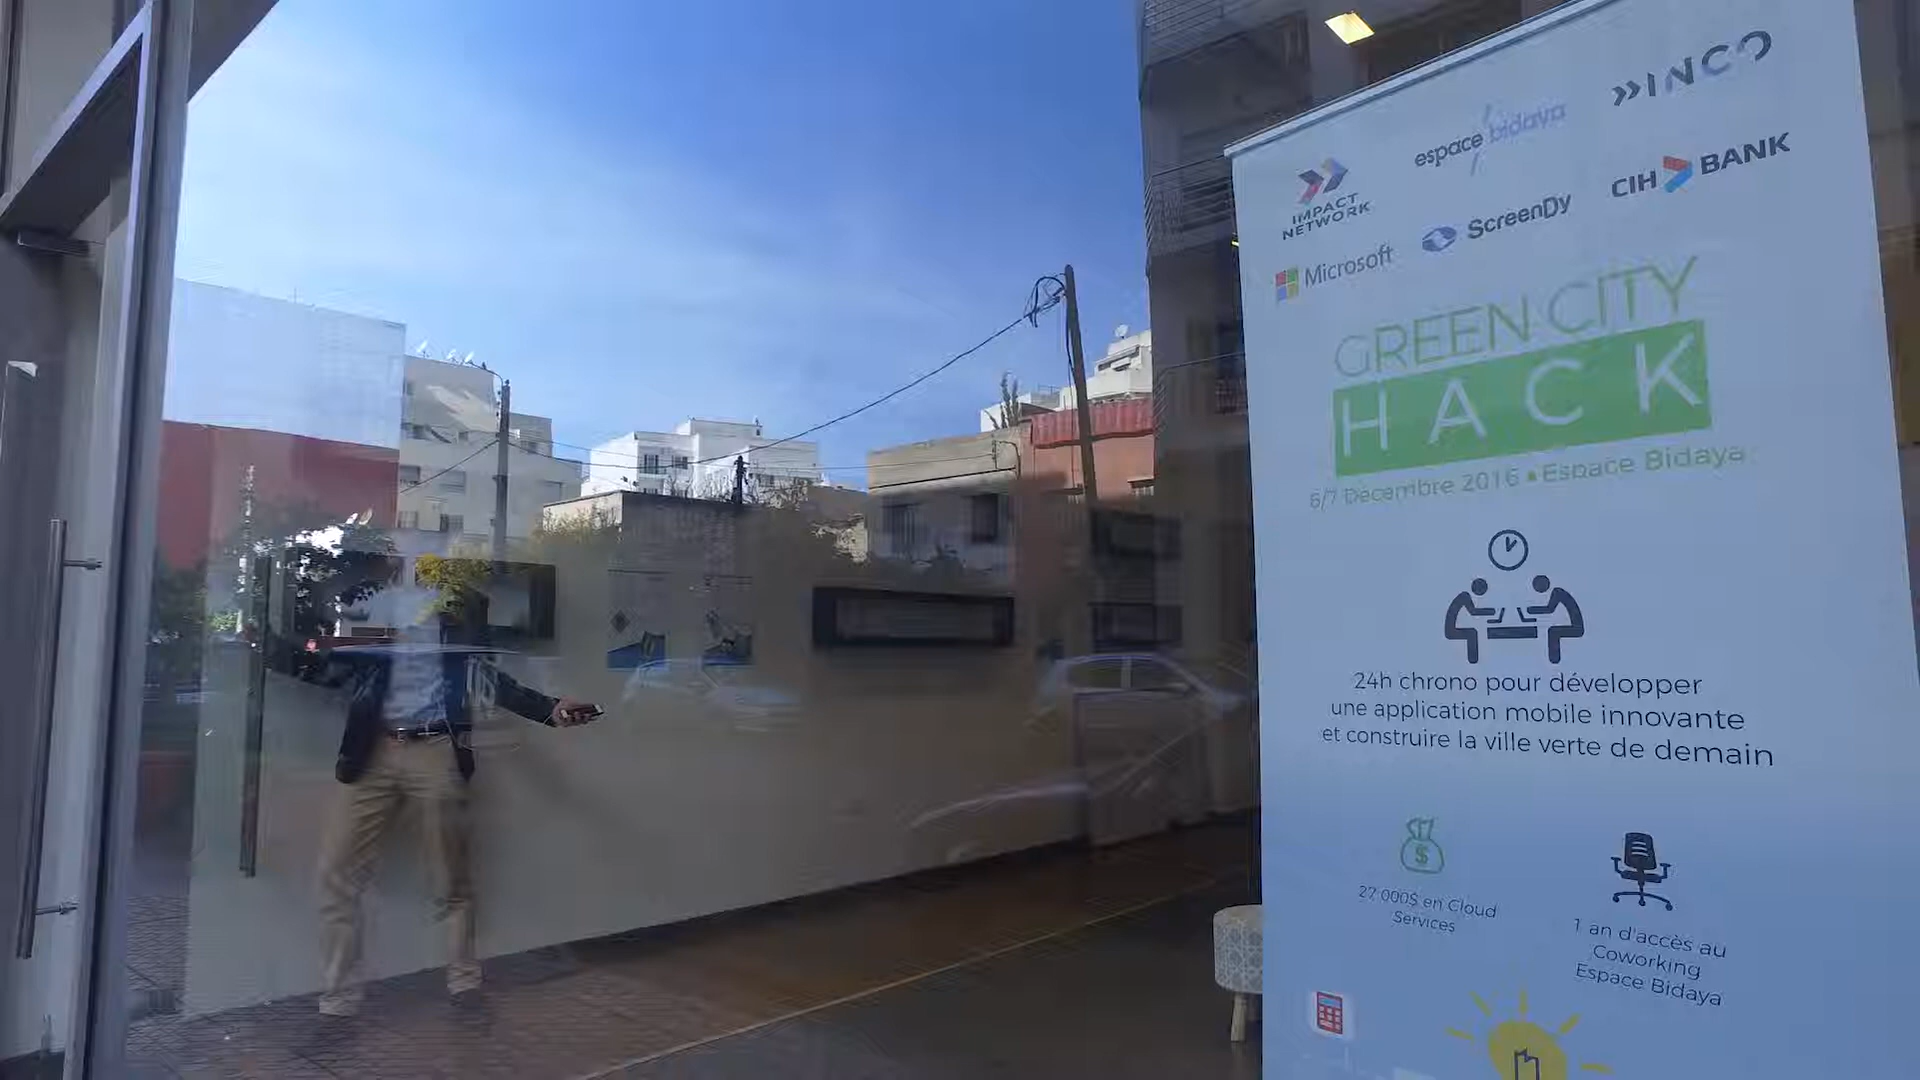 INCO
espace bidaya
IMPACT
NETWORK
CIH BANK
ScreenDy
Microsoft
GREEN CITY
HACK
6/7 Décembre 2016 • Espace Bidaya
24h chrono pour développer
une application mobile innovante
et construire la ville verte de demain
$
27 000$ en Cloud
Services
1 an d'accès au
Coworking
Espace Bidaya